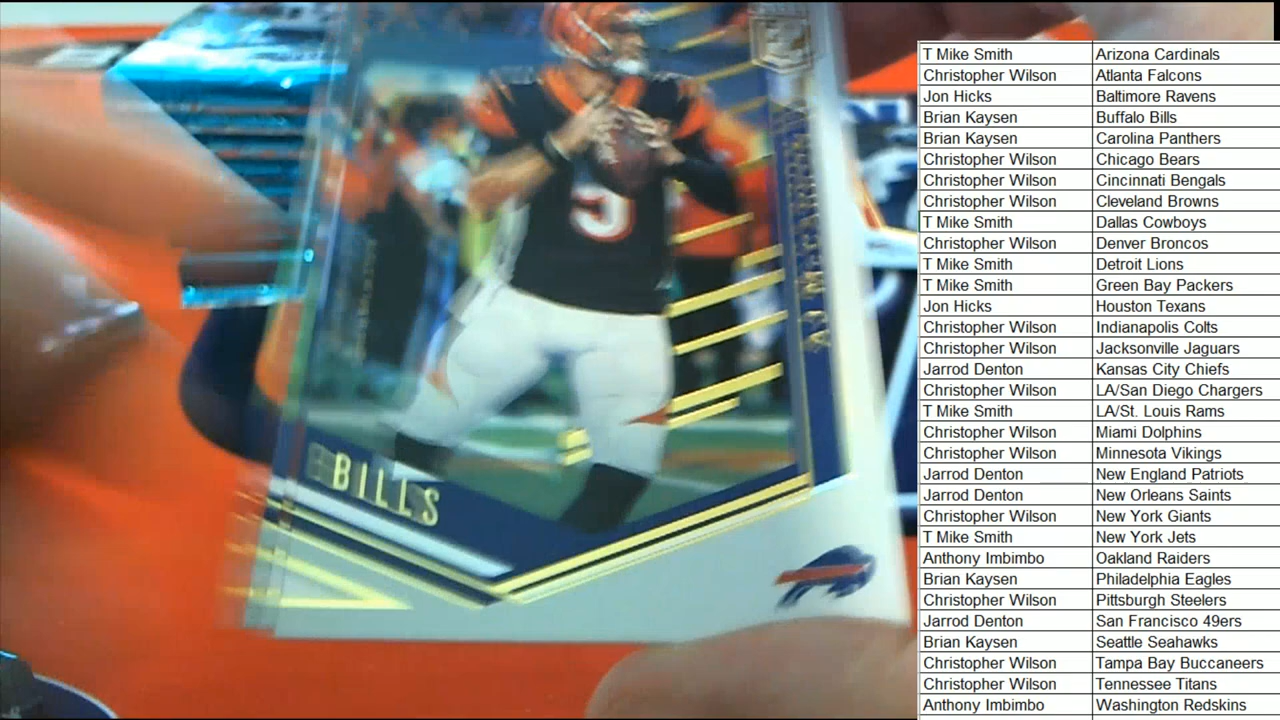 AJ McCARRON
5
BILLS
T Mike Smith Arizona Cardinals
Christopher Wilson Atlanta Falcons
Jon Hicks Baltimore Ravens
Brian Kaysen Buffalo Bills
Brian Kaysen Carolina Panthers
Christopher Wilson Chicago Bears
Christopher Wilson Cincinnati Bengals
Christopher Wilson Cleveland Browns
T Mike Smith Dallas Cowboys
Christopher Wilson Denver Broncos
T Mike Smith Detroit Lions
T Mike Smith Green Bay Packers
Jon Hicks Houston Texans
Christopher Wilson Indianapolis Colts
Christopher Wilson Jacksonville Jaguars
Jarrod Denton Kansas City Chiefs
Christopher Wilson LA/San Diego Chargers
T Mike Smith LA/St. Louis Rams
Christopher Wilson Miami Dolphins
Christopher Wilson Minnesota Vikings
Jarrod Denton New England Patriots
Jarrod Denton New Orleans Saints
Christopher Wilson New York Giants
T Mike Smith New York Jets
Anthony Imbimbo Oakland Raiders
Brian Kaysen Philadelphia Eagles
Christopher Wilson Pittsburgh Steelers
Jarrod Denton San Francisco 49ers
Brian Kaysen Seattle Seahawks
Christopher Wilson Tampa Bay Buccaneers
Christopher Wilson Tennessee Titans
Anthony Imbimbo Washington Redskins